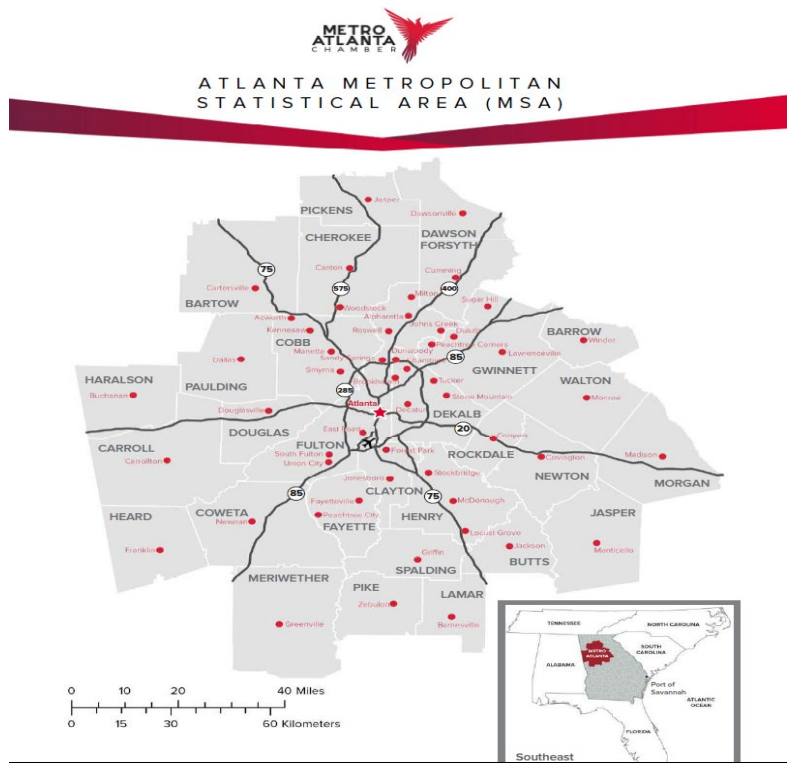 METRO
ATLANTA
CHAMBER
ATLANTA METROPOLITAN
STATISTICAL AREA (MSA)
Jasper
PICKENS
Dawsonville
DAWSON
CHEROKEE
FORSYTH
75
Canton
Cumming
Cartersville
575
400
Milton
Sugar Hill
BARTOW
Woodstock
Alpharetta
Acworth
Kennesaw
Roswell
Johns Creek
Duluth
BARROW
COBB
Peachtree Corners
Winder
Marietta
Dunwoody
Lawrenceville
Dallas
Sandy Springs
85
Smyrna
GWINNETT
HARALSON
PAULDING
Tucker
WALTON
Buchanan
285
Stone Mountain
Monroe
Atlanta
Decatur
Douglasville
DEKALB
DOUGLAS
East Point
20
Conyers
CARROLL
FULTON
Forest Park
ROCKDALE
South Fulton
Covington
Madison
Carrollton
Union City
Stockbridge
NEWTON
Jonesboro
MORGAN
85
CLAYTON
75
Fayetteville
McDonough
HEARD
COWETA
Peachtree City
HENRY
JASPER
Newnan
FAYETTE
Locust Grove
Franklin
Griffin
Jackson
Monticello
SPALDING
BUTTS
MERIWETHER
PIKE
LAMAR
Zebulon
Greenville
Barnesville
TENNESSEE
NORTH CAROLINA
METRO
ATLANTA
SOUTH
CAROLINA
ALABAMA
Port of
Savannah
ATLANTIC
OCEAN
FLORIDA
Southeast
0 10 20 40 Miles
0 15 30 60 Kilometers